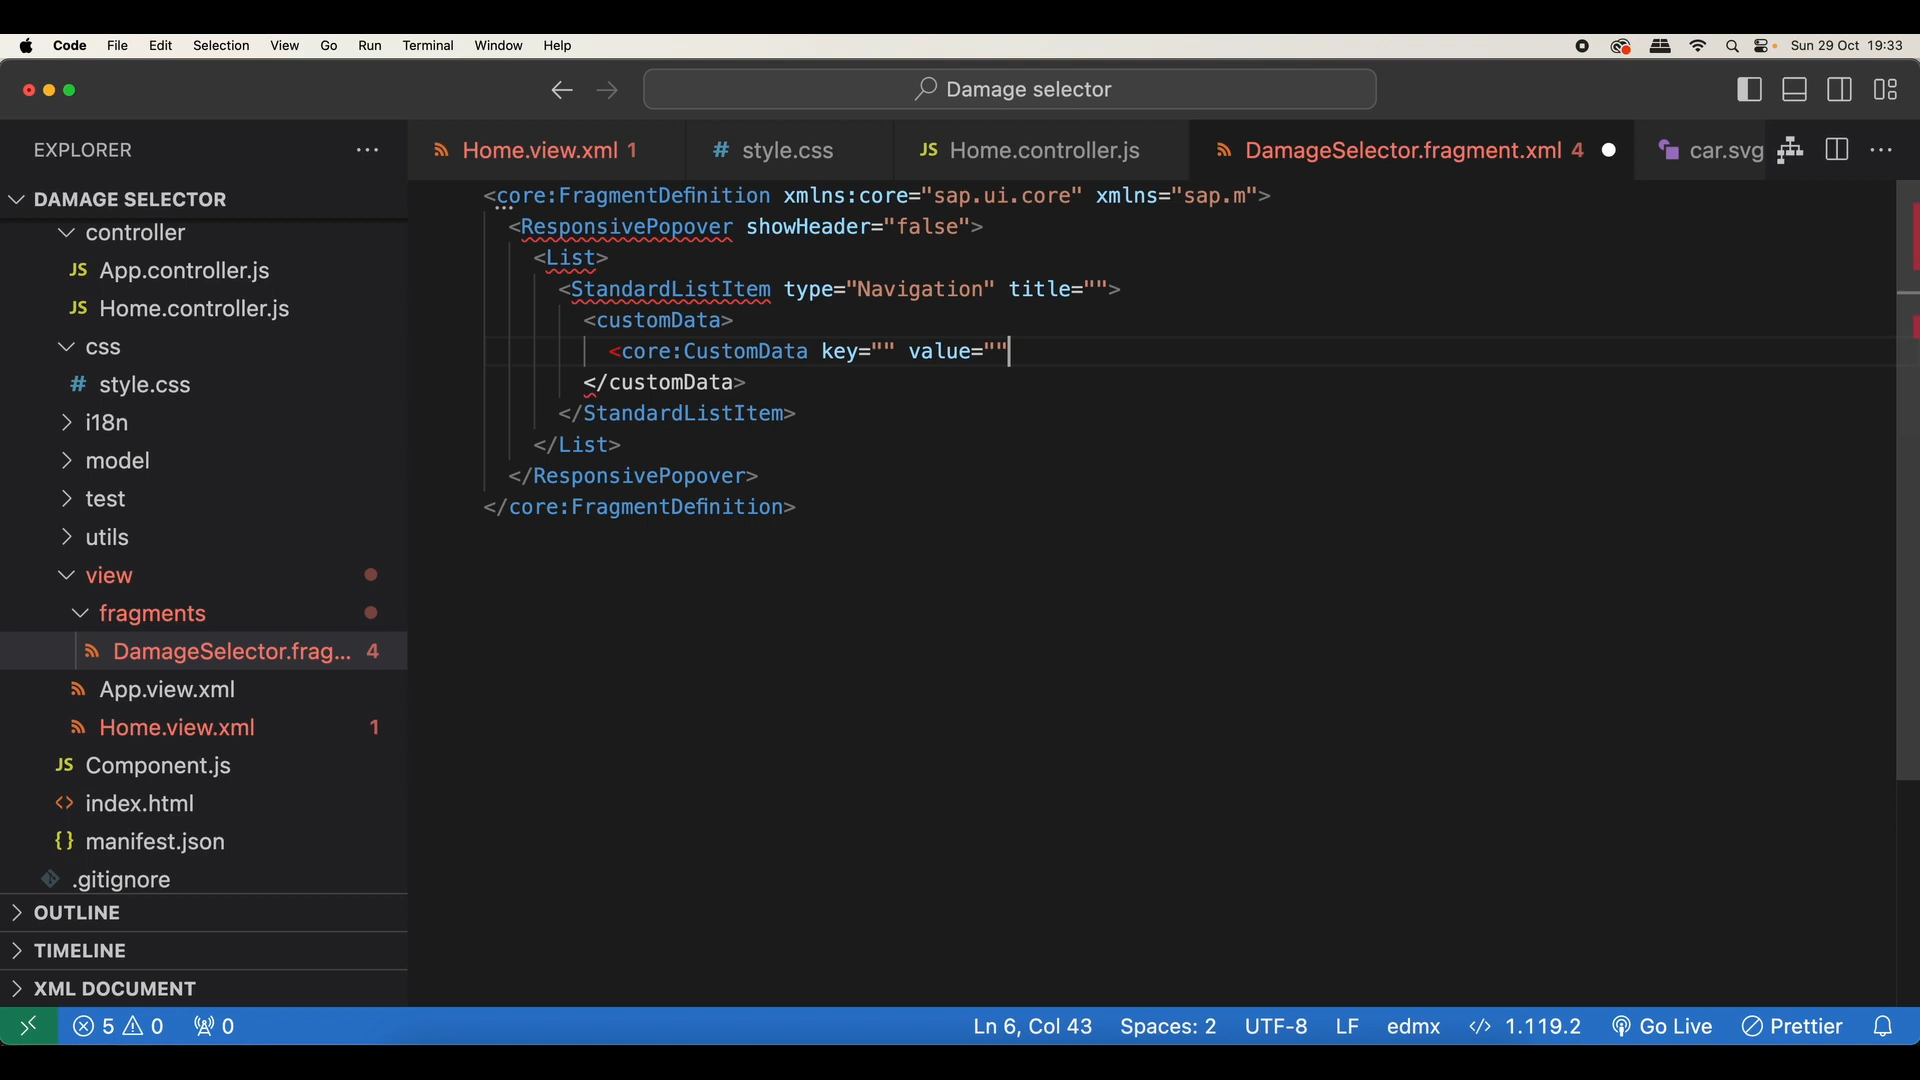 Code File Edit Selection View Go Run Terminal Window Help Sun 29 Oct 19:33
Damage selector
EXPLORER
Home.view.xml 1 # style.css JS Home.controller.js DamageSelector.fragment.xml 4 car.svg
DAMAGE SELECTOR
controller
JS App.controller.js
JS Home.controller.js
css
# style.css
i18n
model
test
utils
view
fragments
DamageSelector.frag... 4
App.view.xml
Home.view.xml 1
JS Component.js
<> index.html
{} manifest.json
.gitignore
OUTLINE
TIMELINE
XML DOCUMENT
<core:FragmentDefinition xmlns:core="sap.ui.core" xmlns="sap.m">
<ResponsivePopover showHeader="false">
<List>
<StandardListItem type="Navigation" title="">
<customData>
<core:CustomData key="" value=""
</customData>
</StandardListItem>
</List>
</ResponsivePopover>
</core:FragmentDefinition>
5 0 0 Ln 6, Col 43 Spaces: 2 UTF-8 LF edmx </> 1.119.2 Go Live Prettier